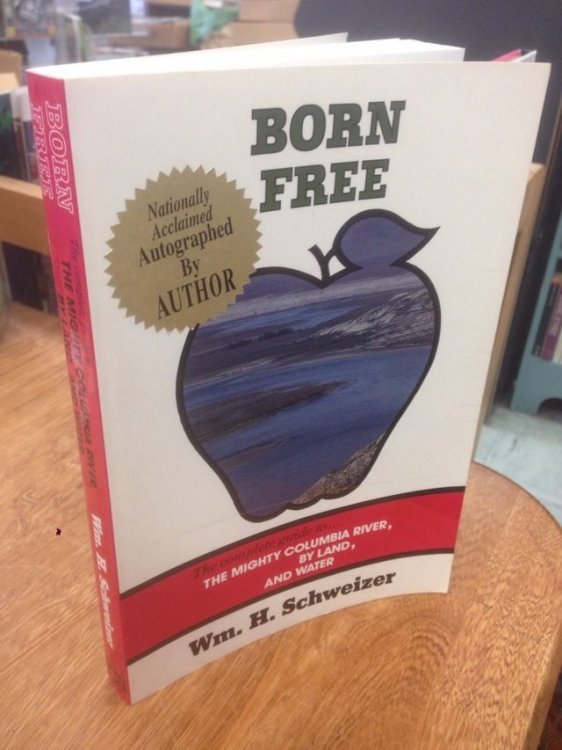 BORN
FREE
Nationally
Acclaimed
Autographed
By
AUTHOR
The complete guide to...
THE MIGHTY COLUMBIA RIVER,
BY LAND,
AND WATER
Wm. H. Schweizer
BORN
FREE
THE MIGHTY COLUMBIA RIVER,
BY LAND,
Wm. H. Schweizer